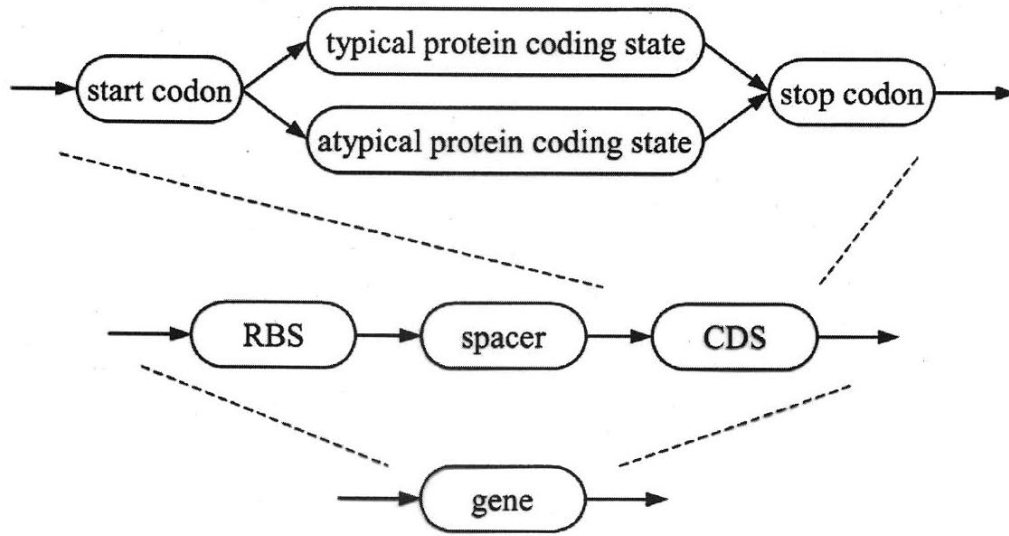 typical protein coding state
start codon
stop codon
atypical protein coding state
RBS
spacer
CDS
gene